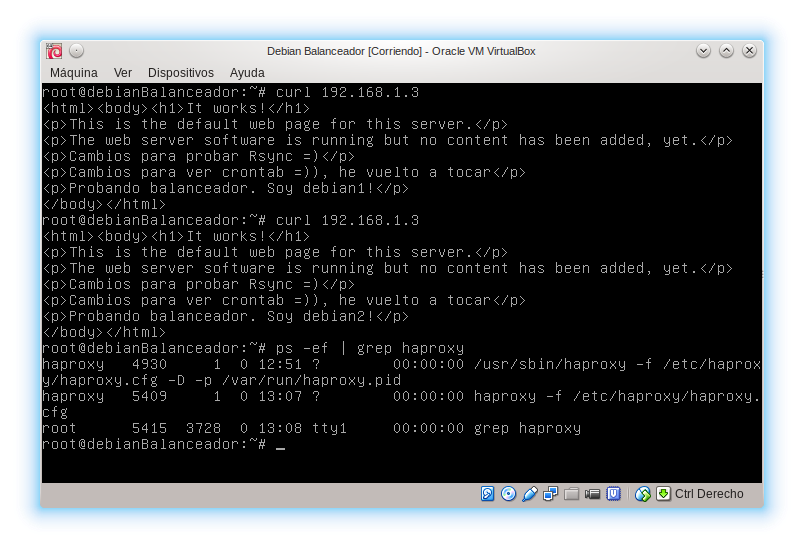 Debian Balanceador [Corriendo] - Oracle VM VirtualBox
Máquina Ver Dispositivos Ayuda
root@debianBalanceador:~# curl 192.168.1.3
<html><body><h1>It works!</h1>
<p>This is the default web page for this server.</p>
<p>The web server software is running but no content has been added, yet.</p>
<p>Cambios para probar Rsync =)</p>
<p>Cambios para ver crontab =)), he vuelto a tocar</p>
<p>Probando balanceador. Soy debian1!</p>
</body></html>
root@debianBalanceador:~# curl 192.168.1.3
<html><body><h1>It works!</h1>
<p>This is the default web page for this server.</p>
<p>The web server software is running but no content has been added, yet.</p>
<p>Cambios para probar Rsync =)</p>
<p>Cambios para ver crontab =)), he vuelto a tocar</p>
<p>Probando balanceador. Soy debian2!</p>
</body></html>
root@debianBalanceador:~# ps -ef | grep haproxy
haproxy   4930     1  0 12:51 ?        00:00:00 /usr/sbin/haproxy -f /etc/haprox
y/haproxy.cfg -D -p /var/run/haproxy.pid
haproxy   5409     1  0 13:07 ?        00:00:00 haproxy -f /etc/haproxy/haproxy.
cfg
root      5415  3728  0 13:08 tty1     00:00:00 grep haproxy
root@debianBalanceador:~# _
Ctrl Derecho